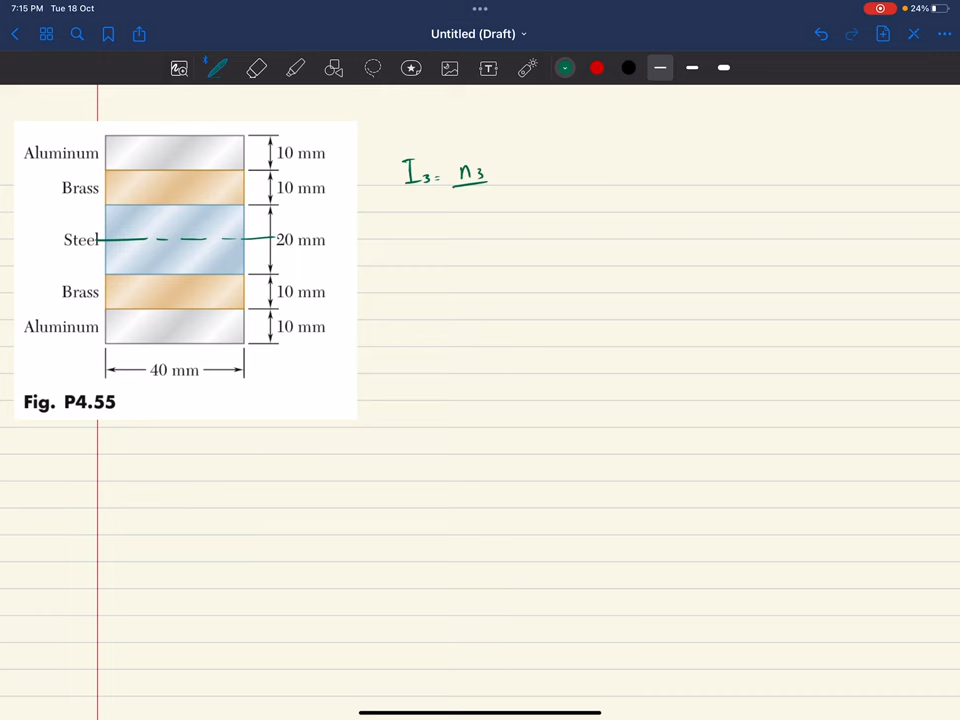 7:15 PM Tue 18 Oct
24%
Untitled (Draft)
Aluminum 10 mm
Brass 10 mm
Steel 20 mm
Brass 10 mm
Aluminum 10 mm
40 mm
Fig. P4.55
I3 = n3